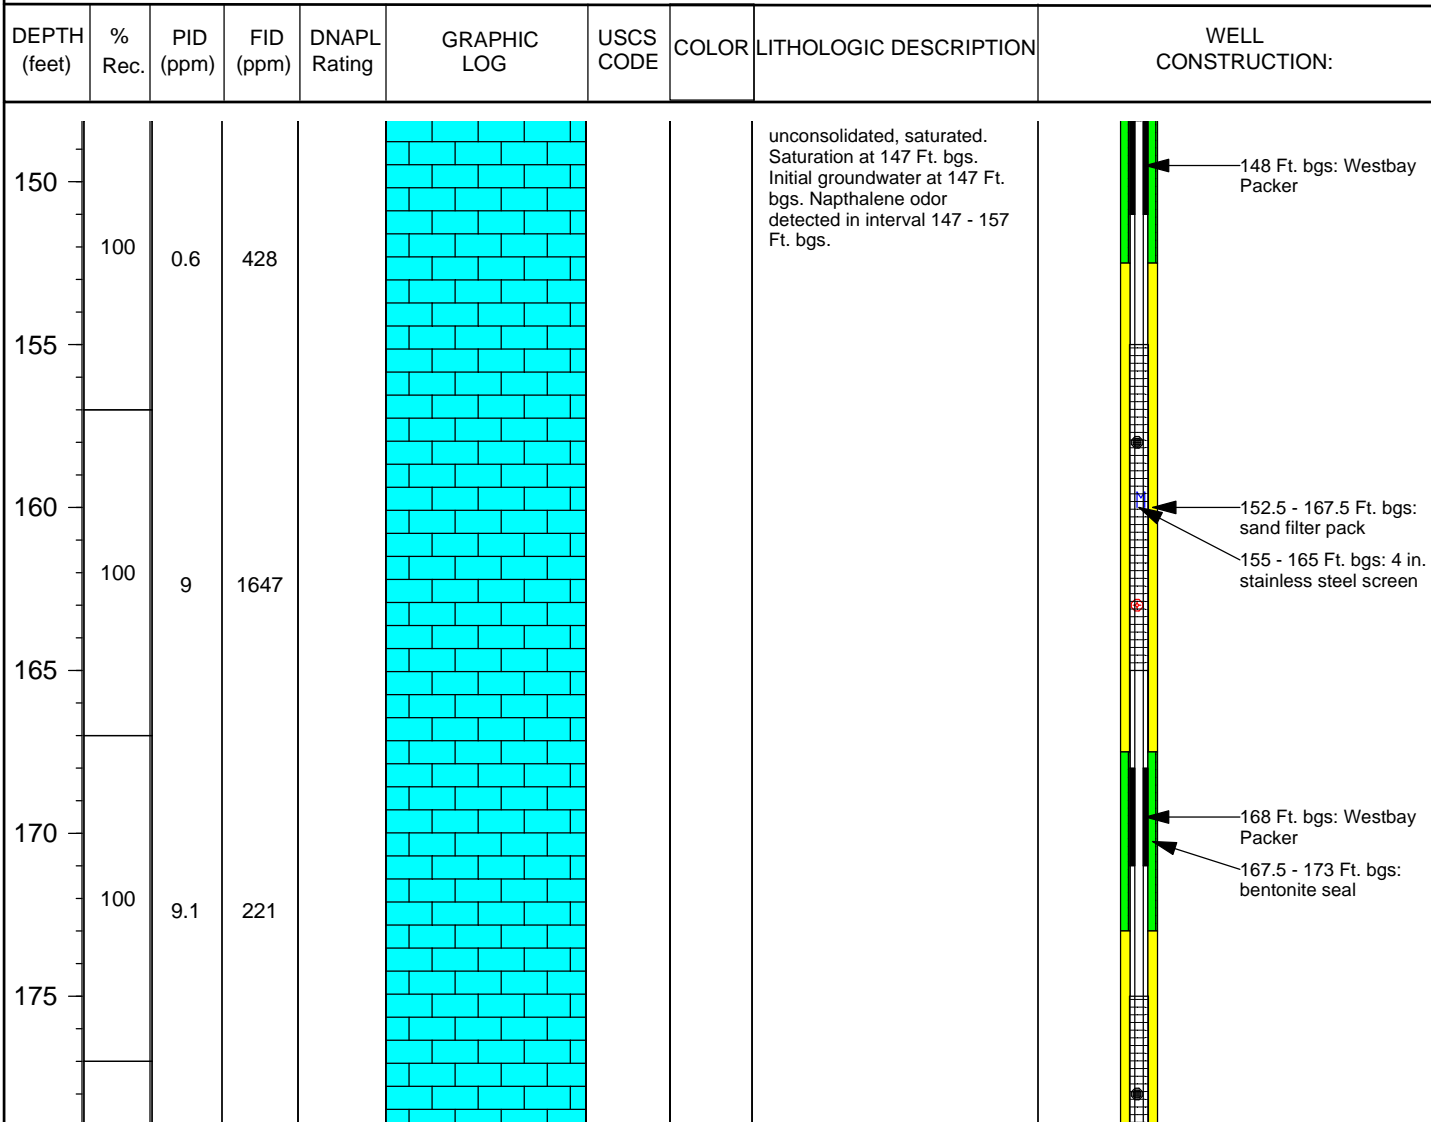 DEPTH (feet)
% Rec.
PID (ppm)
FID (ppm)
DNAPL Rating
GRAPHIC LOG
USCS CODE
COLOR
LITHOLOGIC DESCRIPTION
WELL CONSTRUCTION:
unconsolidated, saturated.
Saturation at 147 Ft. bgs.
Initial groundwater at 147 Ft.
bgs. Napthalene odor
detected in interval 147 - 157
Ft. bgs.
148 Ft. bgs: Westbay
Packer
150
100
0.6
428
155
160
152.5 - 167.5 Ft. bgs:
sand filter pack
155 - 165 Ft. bgs: 4 in.
stainless steel screen
100
9
1647
165
170
168 Ft. bgs: Westbay
Packer
167.5 - 173 Ft. bgs:
bentonite seal
100
9.1
221
175